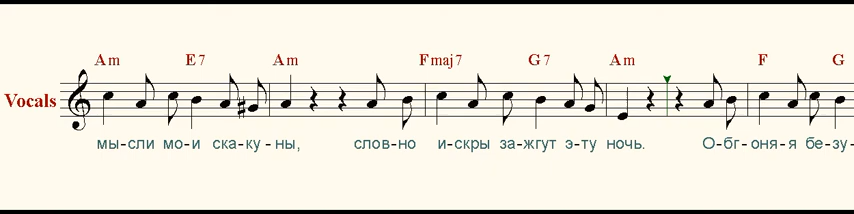 Am E7 Am Fmaj7 G7 Am F G
Vocals
мы-сли мо-и ска-ку-ны, слов-но и-скры за-жгут э-ту ночь. О-бг-оня-я бе-зу-